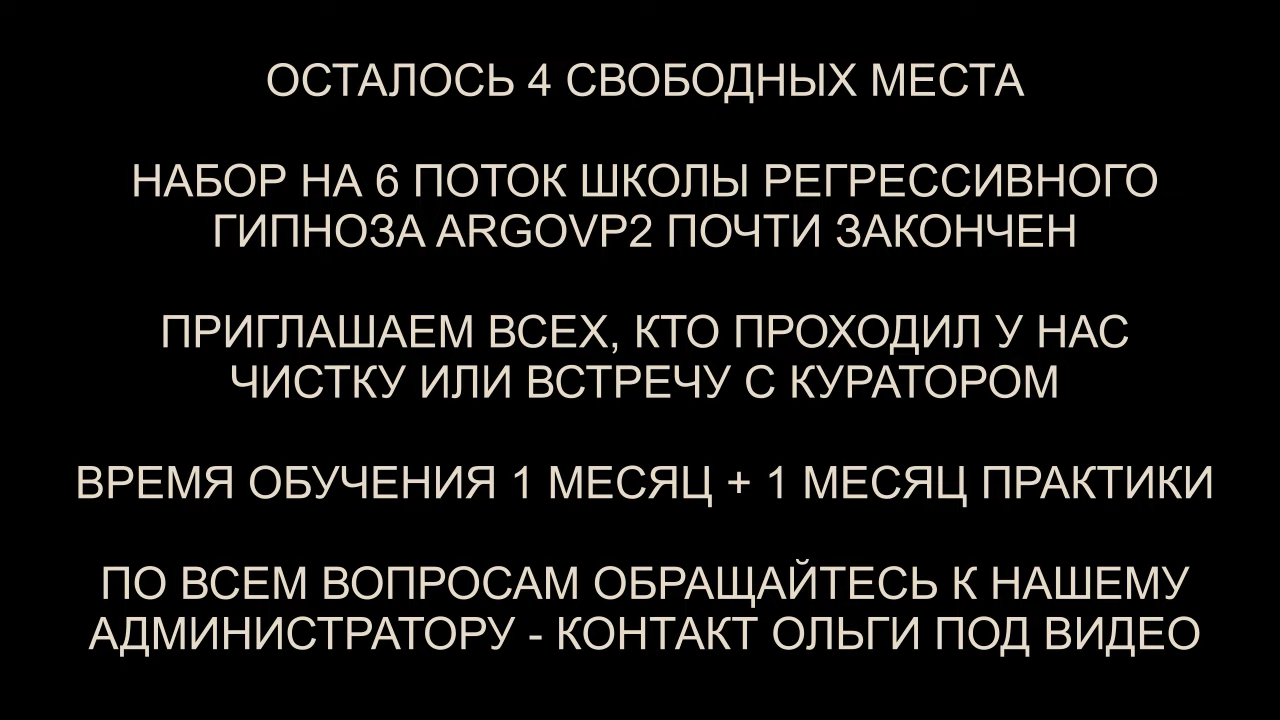 ОСТАЛОСЬ 4 СВОБОДНЫХ МЕСТА
НАБОР НА 6 ПОТОК ШКОЛЫ РЕГРЕССИВНОГО
ГИПНОЗА ARGOVP2 ПОЧТИ ЗАКОНЧЕН
ПРИГЛАШАЕМ ВСЕХ, КТО ПРОХОДИЛ У НАС
ЧИСТКУ ИЛИ ВСТРЕЧУ С КУРАТОРОМ
ВРЕМЯ ОБУЧЕНИЯ 1 МЕСЯЦ + 1 МЕСЯЦ ПРАКТИКИ
ПО ВСЕМ ВОПРОСАМ ОБРАЩАЙТЕСЬ К НАШЕМУ
АДМИНИСТРАТОРУ - КОНТАКТ ОЛЬГИ ПОД ВИДЕО